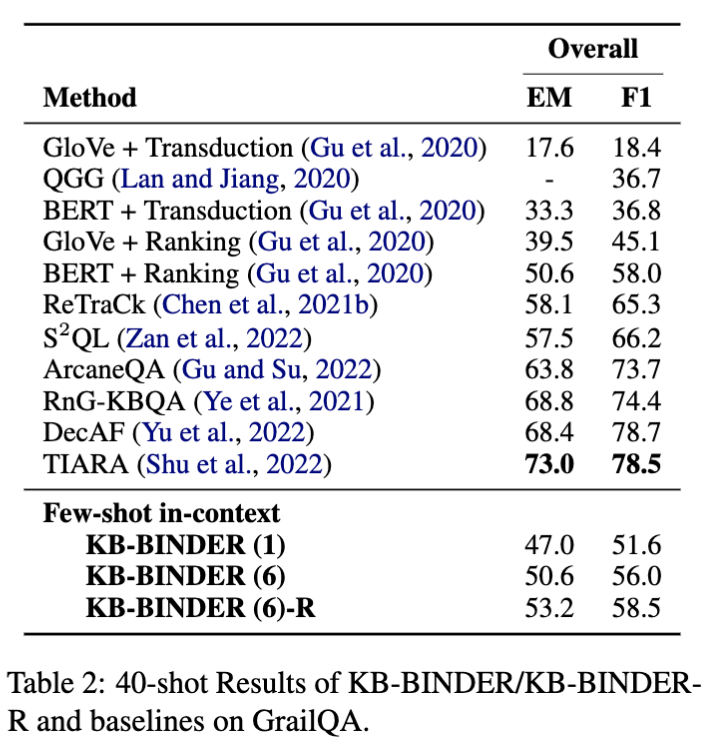 Overall
Method EM F1
GloVe + Transduction (Gu et al., 2020) 17.6 18.4
QGG (Lan and Jiang, 2020) - 36.7
BERT + Transduction (Gu et al., 2020) 33.3 36.8
GloVe + Ranking (Gu et al., 2020) 39.5 45.1
BERT + Ranking (Gu et al., 2020) 50.6 58.0
ReTraCk (Chen et al., 2021b) 58.1 65.3
S²QL (Zan et al., 2022) 57.5 66.2
ArcaneQA (Gu and Su, 2022) 63.8 73.7
RnG-KBQA (Ye et al., 2021) 68.8 74.4
DecAF (Yu et al., 2022) 68.4 78.7
TIARA (Shu et al., 2022) 73.0 78.5
Few-shot in-context
KB-BINDER (1) 47.0 51.6
KB-BINDER (6) 50.6 56.0
KB-BINDER (6)-R 53.2 58.5
Table 2: 40-shot Results of KB-BINDER/KB-BINDER-
R and baselines on GrailQA.